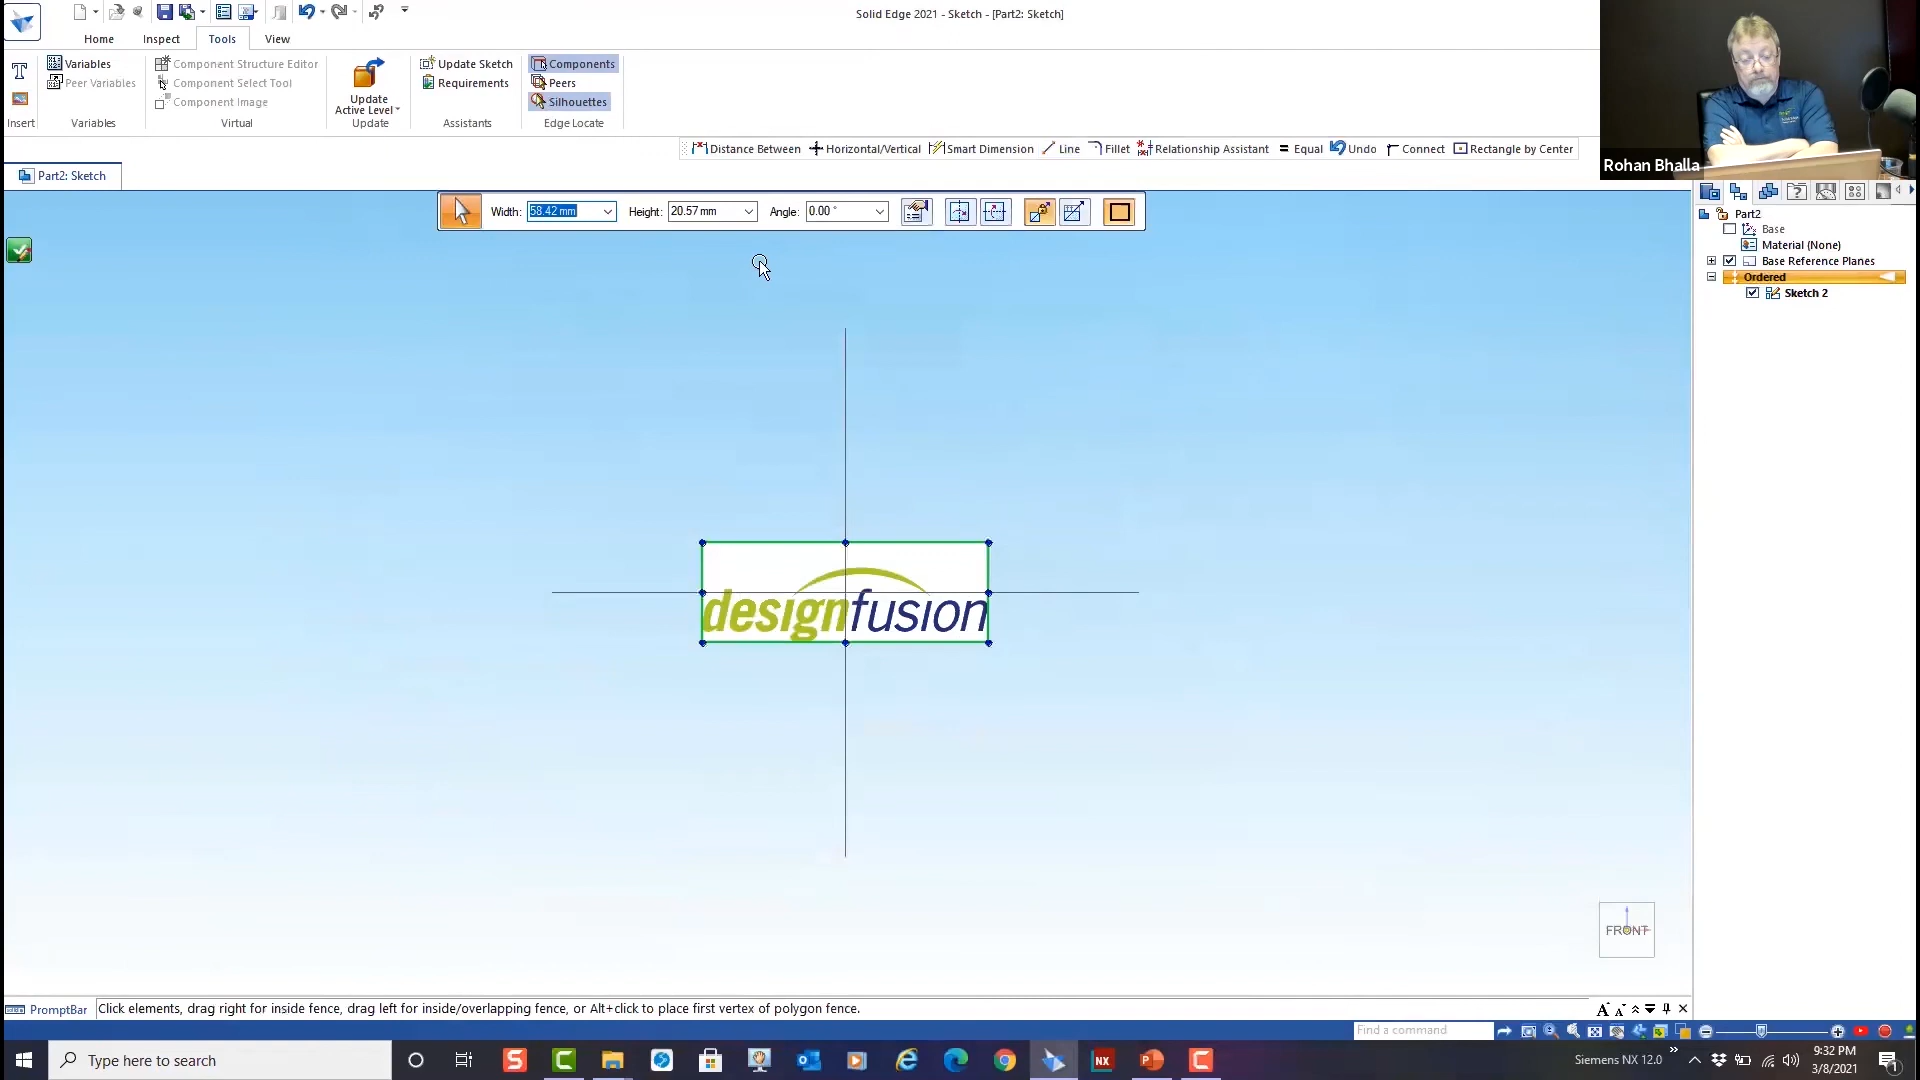 Solid Edge 2021 - Sketch - [Part2: Sketch]
Home Inspect Tools View
Variables
Peer Variables
Component Structure Editor
Component Select Tool
Component Image
Update
Active Level
Update Sketch
Requirements
Components
Peers
Silhouettes
Insert Variables Virtual Update Assistants Edge Locate
Distance Between Horizontal/Vertical Smart Dimension Line Fillet Relationship Assistant Equal Undo Connect Rectangle by Center
Rohan Bhalla
Part2: Sketch
Width: 58.42 mm Height: 20.57 mm Angle: 0.00 °
Part2
Base
Material (None)
Base Reference Planes
Ordered
Sketch 2
designfusion
FRONT
PromptBar Click elements, drag right for inside fence, drag left for inside/overlapping fence, or Alt+click to place first vertex of polygon fence.
Find a command
Type here to search
Siemens NX 12.0
9:32 PM
3/8/2021